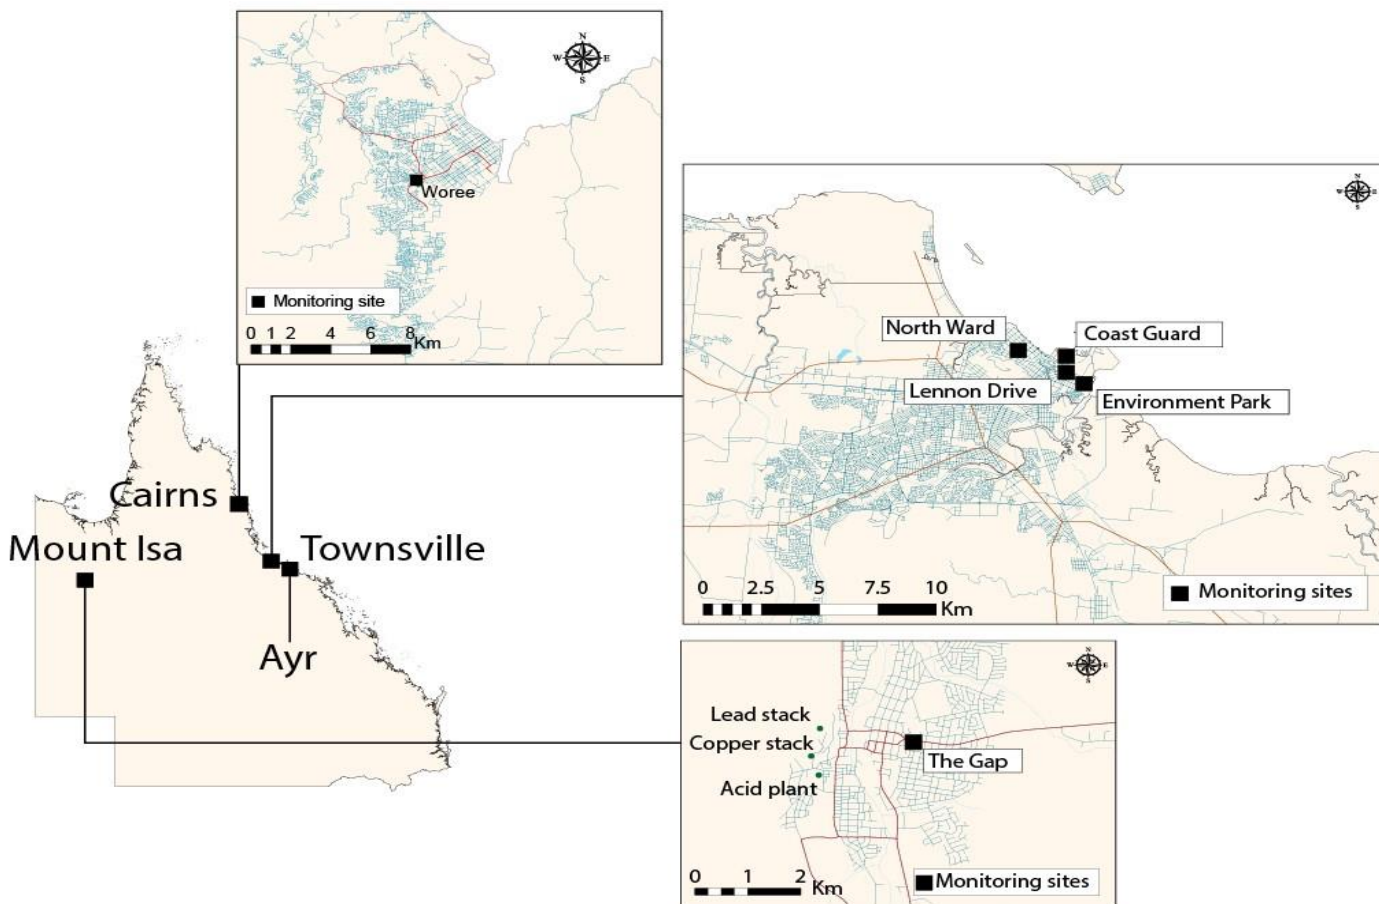 N
W E
S
Woree
Monitoring site
0 1 2 4 6 8
Km
N
W E
S
North Ward
Coast Guard
Lennon Drive
Environment Park
0 2.5 5 7.5 10
Km
Monitoring sites
Cairns
Mount Isa
Townsville
Ayr
N
W E
S
Lead stack
Copper stack
The Gap
Acid plant
0 1 2
Km
Monitoring sites